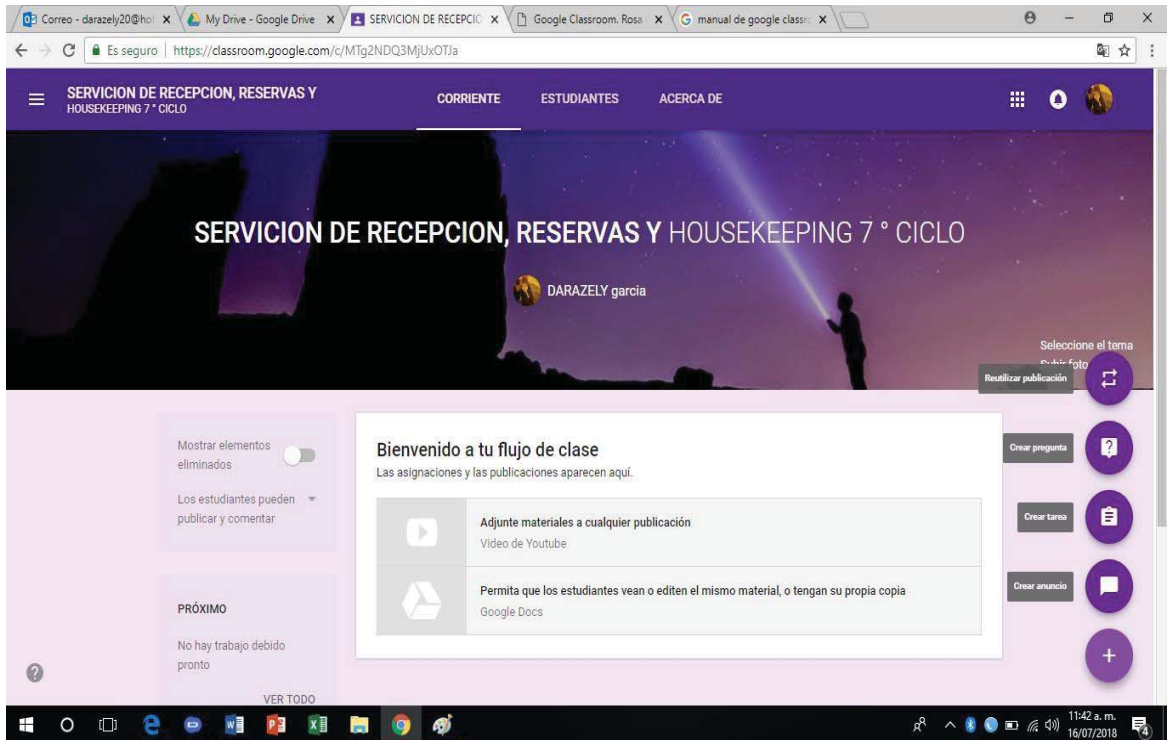 Correo - darazely20@hot
My Drive - Google Drive
SERVICION DE RECEPCIO
Google Classroom. Rosa
manual de google classro
Es seguro
https://classroom.google.com/c/MTg2NDQ3MjUxOTJa
SERVICION DE RECEPCION, RESERVAS Y
HOUSEKEEPING 7 ° CICLO
CORRIENTE
ESTUDIANTES
ACERCA DE
SERVICION DE RECEPCION, RESERVAS Y HOUSEKEEPING 7 ° CICLO
DARAZELY garcia
Seleccione el tema
Subir foto
Reutilizar publicación
Crear pregunta
Crear tarea
Crear anuncio
Mostrar elementos
eliminados
Los estudiantes pueden
publicar y comentar
PRÓXIMO
No hay trabajo debido
pronto
VER TODO
Bienvenido a tu flujo de clase
Las asignaciones y las publicaciones aparecen aquí.
Adjunte materiales a cualquier publicación
Video de Youtube
Permita que los estudiantes vean o editen el mismo material, o tengan su propia copia
Google Docs
11:42 a. m.
16/07/2018